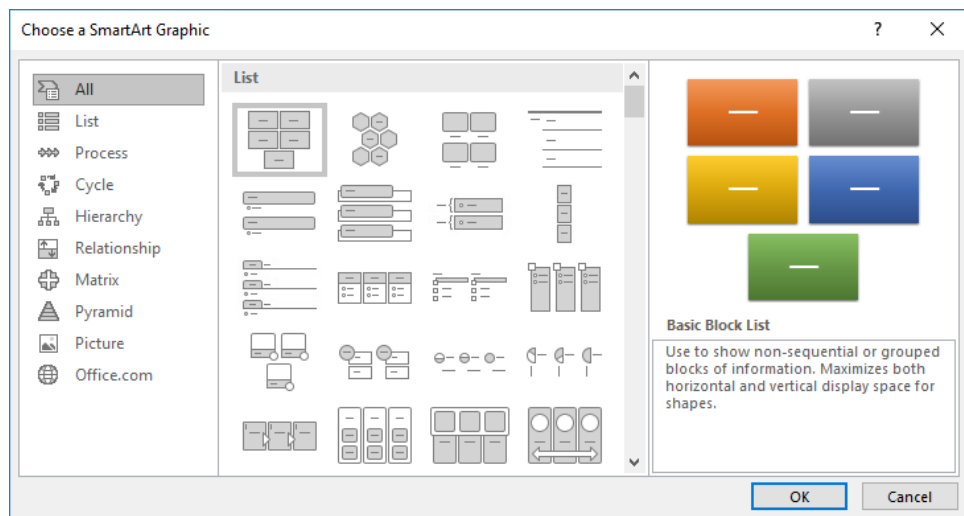 Choose a SmartArt Graphic
?
All
List
Process
Cycle
Hierarchy
Relationship
Matrix
Pyramid
Picture
Office.com
List
Basic Block List
Use to show non-sequential or grouped
blocks of information. Maximizes both
horizontal and vertical display space for
shapes.
OK
Cancel